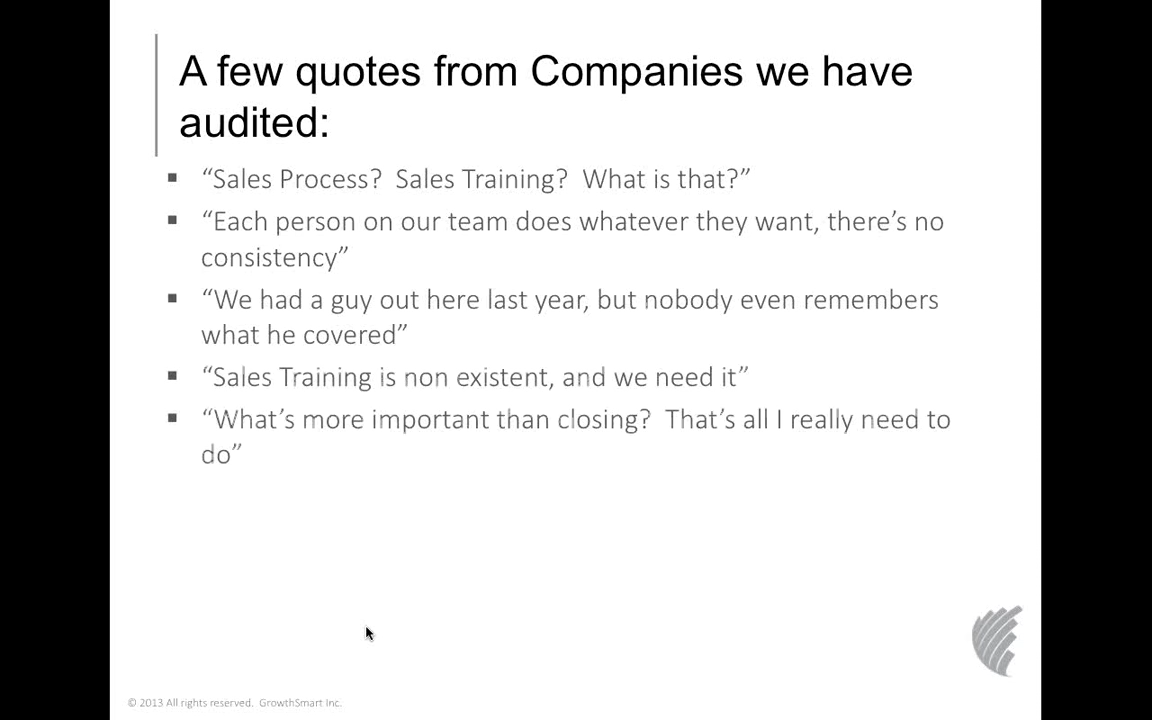 A few quotes from Companies we have
audited:
▪ “Sales Process?  Sales Training?  What is that?”
▪ “Each person on our team does whatever they want, there’s no
consistency”
▪ “We had a guy out here last year, but nobody even remembers
what he covered”
▪ “Sales Training is non existent, and we need it”
▪ “What’s more important than closing?  That’s all I really need to
do”
© 2013 All rights reserved.  GrowthSmart Inc.